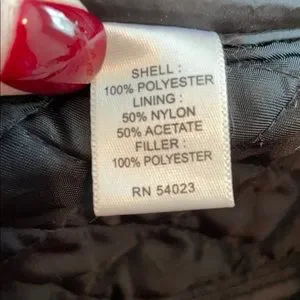 SHELL :
100% POLYESTER
LINING :
50% NYLON
50% ACETATE
FILLER :
100% POLYESTER
RN 54023